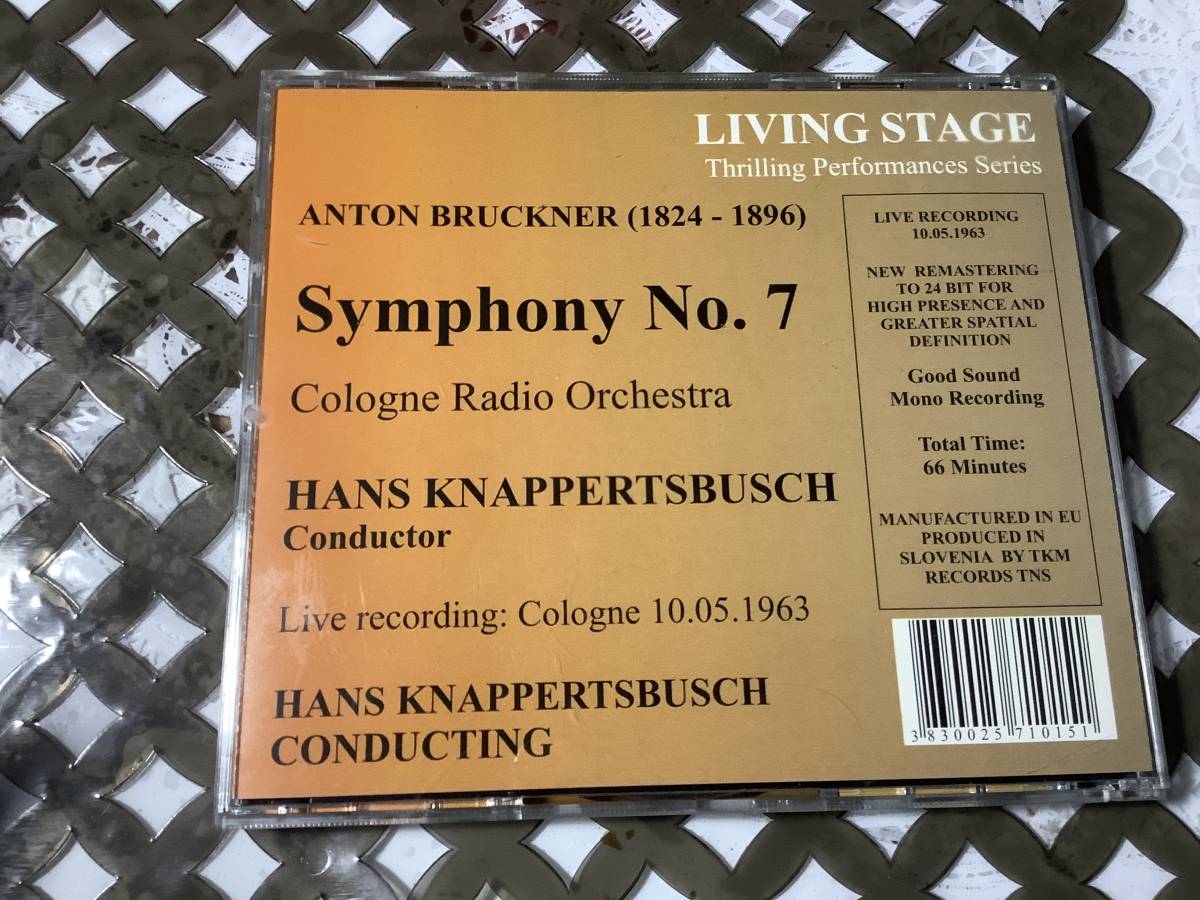 LIVING STAGE
Thrilling Performances Series
ANTON BRUCKNER (1824 - 1896)
Symphony No. 7
Cologne Radio Orchestra
HANS KNAPPERTSBUSCH
Conductor
Live recording: Cologne 10.05.1963
HANS KNAPPERTSBUSCH
CONDUCTING
LIVE RECORDING
10.05.1963
NEW REMASTERING
TO 24 BIT FOR
HIGH PRESENCE AND
GREATER SPATIAL
DEFINITION
Good Sound
Mono Recording
Total Time:
66 Minutes
MANUFACTURED IN EU
PRODUCED IN
SLOVENIA BY TKM
RECORDS TNS
3 830025 710151